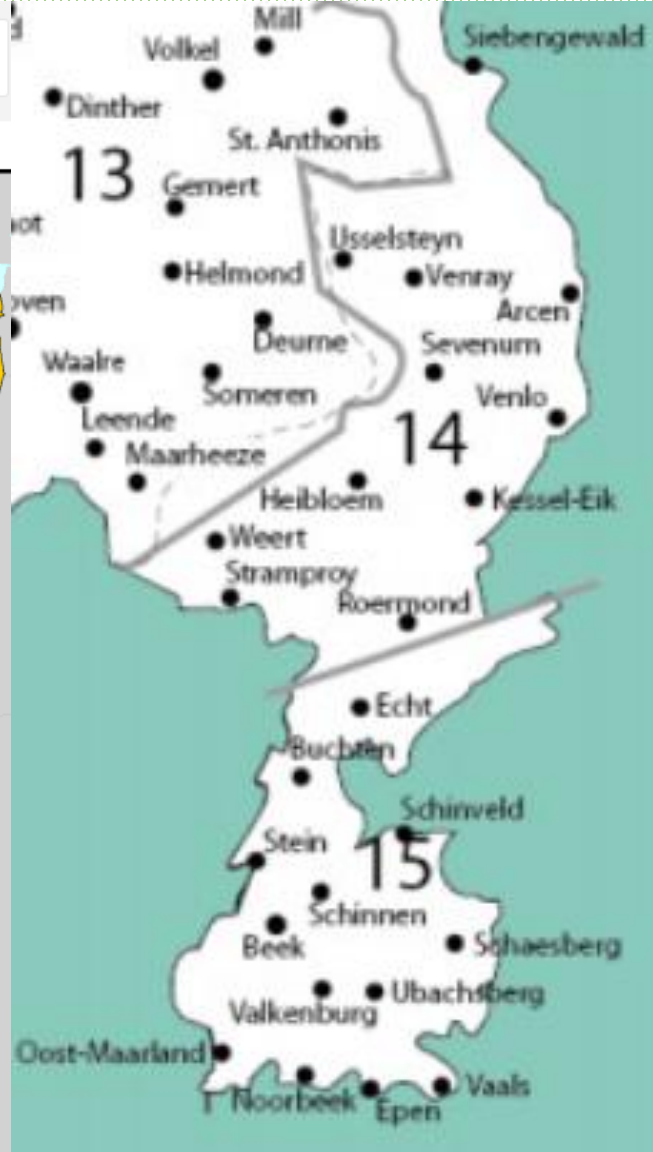 Mill
Siebengewald
Volkel
Dinther
St. Anthonis
13
Gemert
IJsselsteyn
Venray
Helmond
Arcen
Deurne
Sevenum
Waalre
Someren
Venlo
Leende
14
Maarheeze
Heibloem
Kessel-Eik
Weert
Stramproy
Roermond
Echt
Buchten
Schinveld
Stein
15
Schinnen
Beek
Schaesberg
Ubachsberg
Valkenburg
Oost-Maarland
Noorbeek
Vaals
Epen